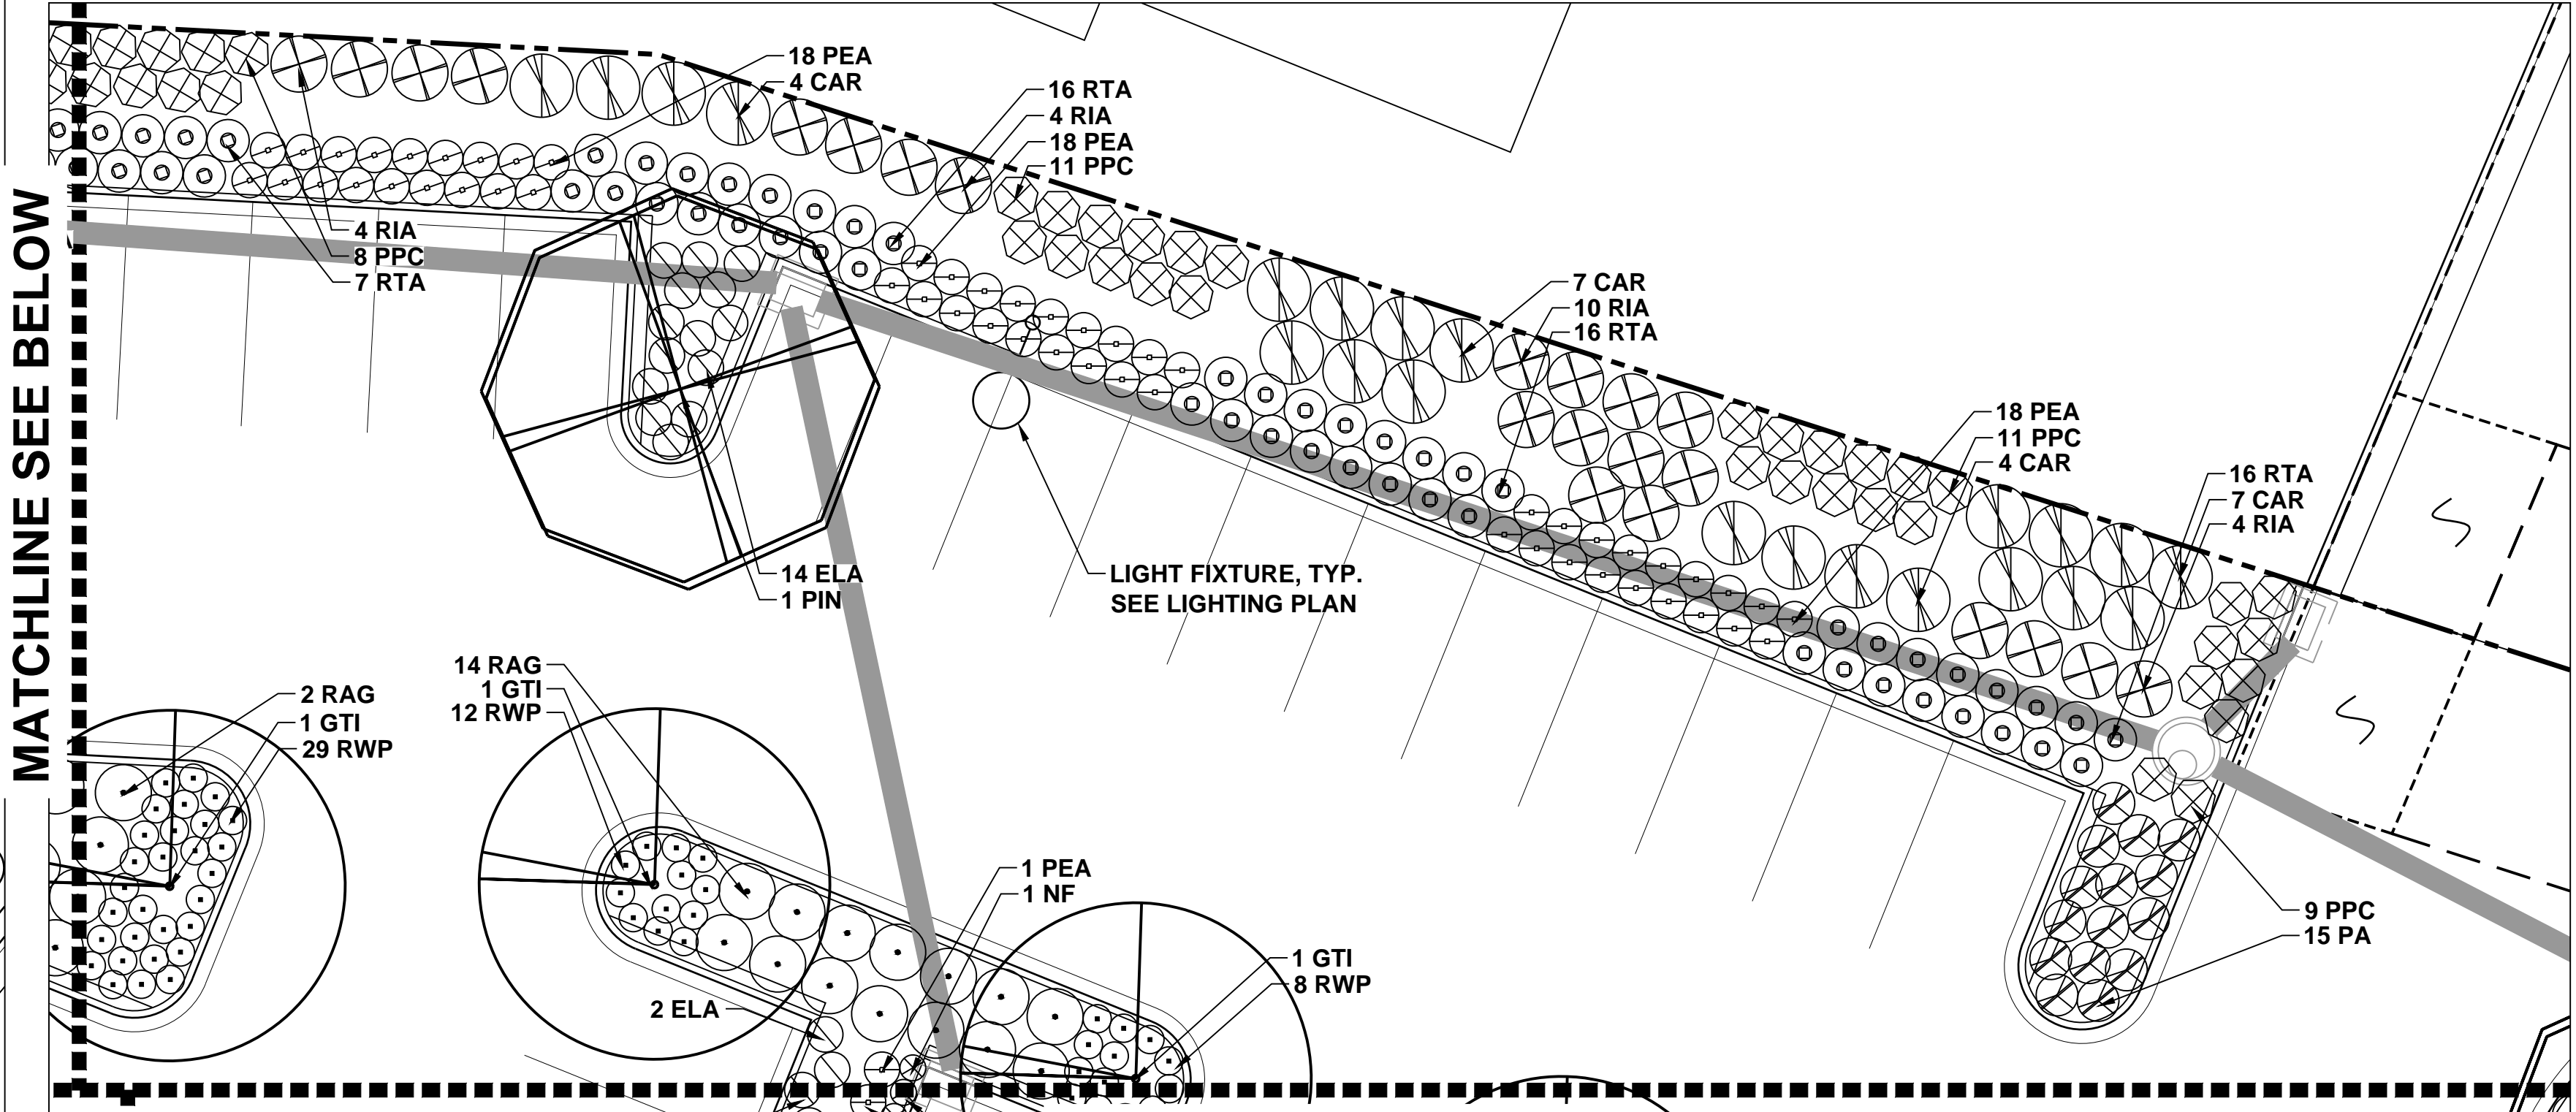 MATCHLINE SEE BELOW
18 PEA
4 CAR
16 RTA
4 RIA
18 PEA
11 PPC
4 RIA
8 PPC
7 RTA
7 CAR
10 RIA
16 RTA
18 PEA
11 PPC
4 CAR
16 RTA
7 CAR
4 RIA
14 ELA
1 PIN
LIGHT FIXTURE, TYP.
SEE LIGHTING PLAN
2 RAG
1 GTI
29 RWP
14 RAG
1 GTI
12 RWP
1 PEA
1 NF
2 ELA
1 GTI
8 RWP
9 PPC
15 PA